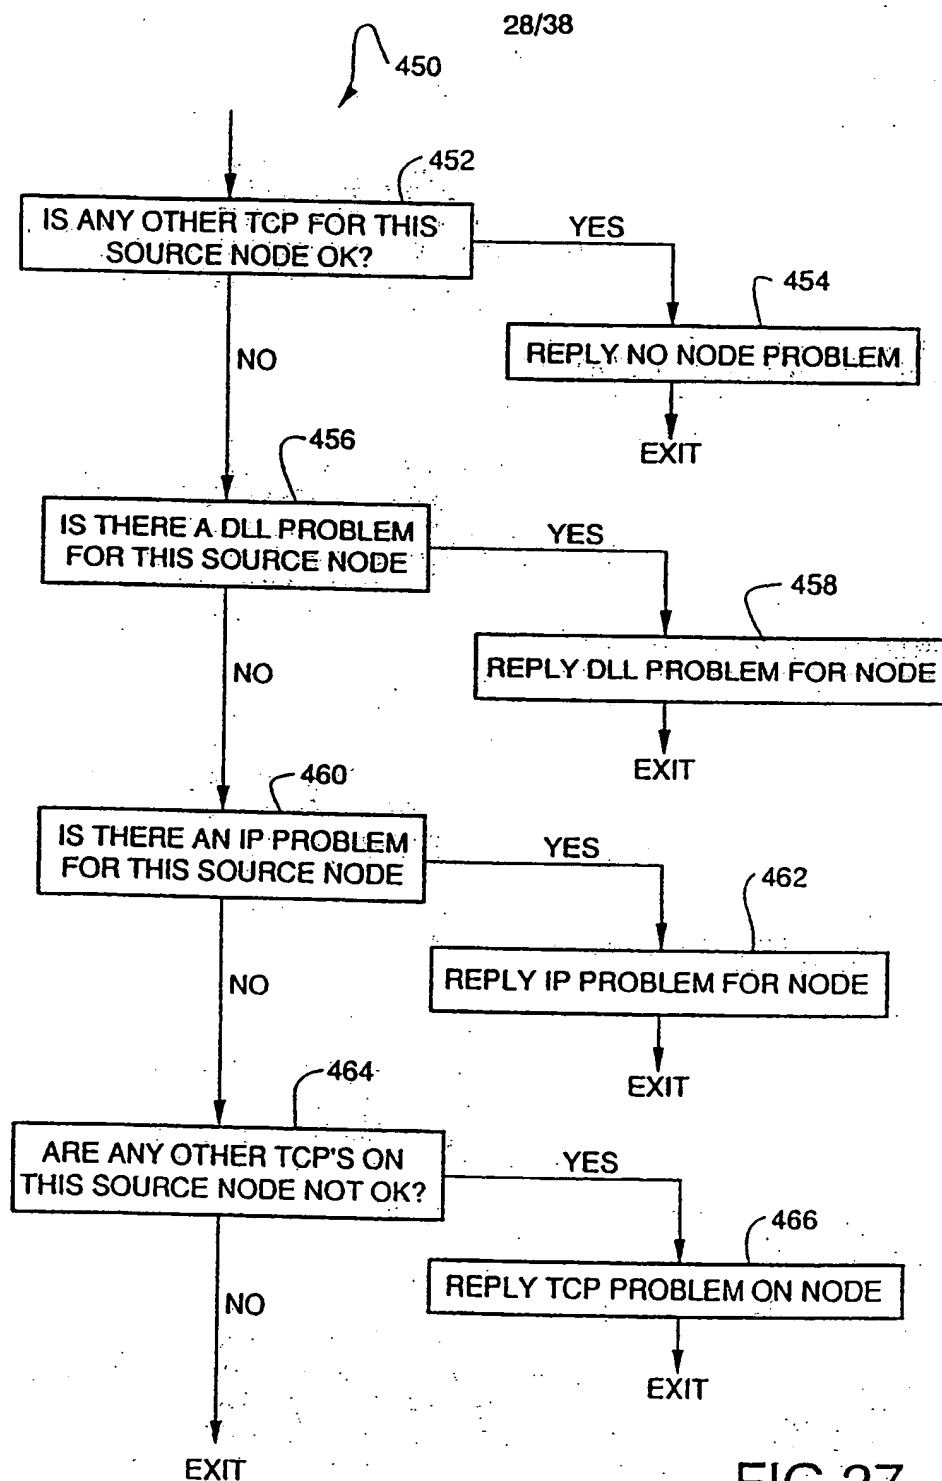 28/38
450
452
IS ANY OTHER TCP FOR THIS
SOURCE NODE OK?
YES
454
REPLY NO NODE PROBLEM
EXIT
NO
456
IS THERE A DLL PROBLEM
FOR THIS SOURCE NODE
YES
458
REPLY DLL PROBLEM FOR NODE
EXIT
NO
460
IS THERE AN IP PROBLEM
FOR THIS SOURCE NODE
YES
462
REPLY IP PROBLEM FOR NODE
EXIT
NO
464
ARE ANY OTHER TCP'S ON
THIS SOURCE NODE NOT OK?
YES
466
REPLY TCP PROBLEM ON NODE
EXIT
NO
EXIT
FIG 27